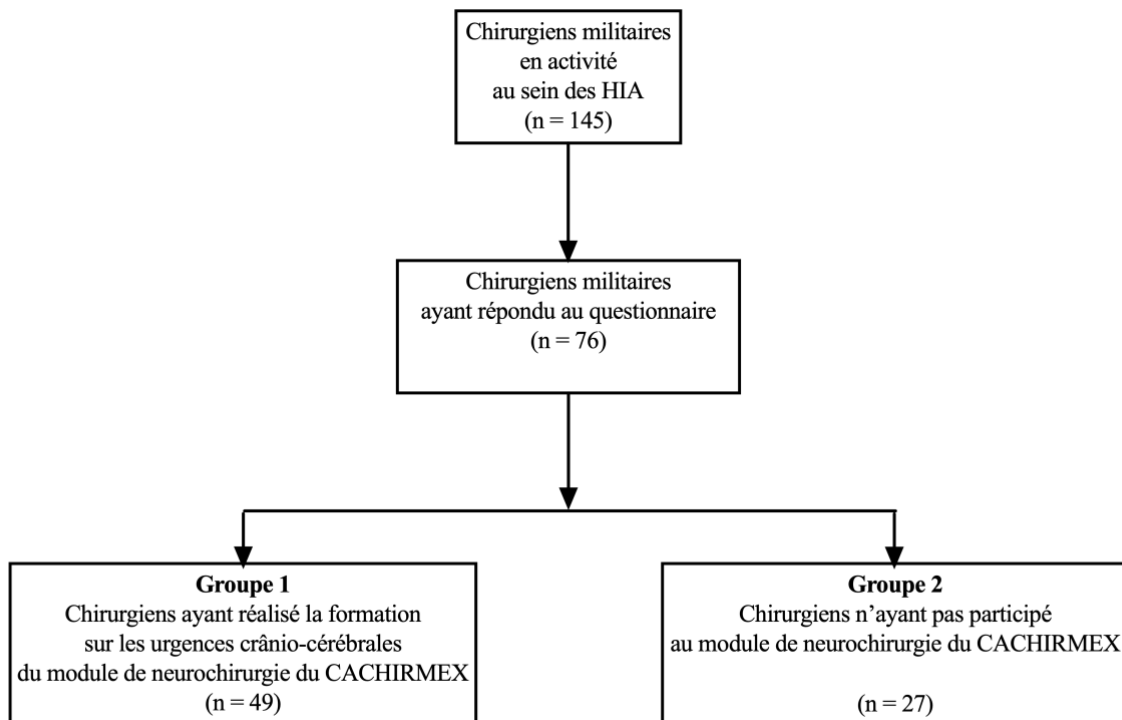 Chirurgiens militaires
en activité
au sein des HIA
(n = 145)
Chirurgiens militaires
ayant répondu au questionnaire
(n = 76)
Groupe 1
Chirurgiens ayant réalisé la formation
sur les urgences crânio-cérébrales
du module de neurochirurgie du CACHIRMEX
(n = 49)
Groupe 2
Chirurgiens n'ayant pas participé
au module de neurochirurgie du CACHIRMEX
(n = 27)